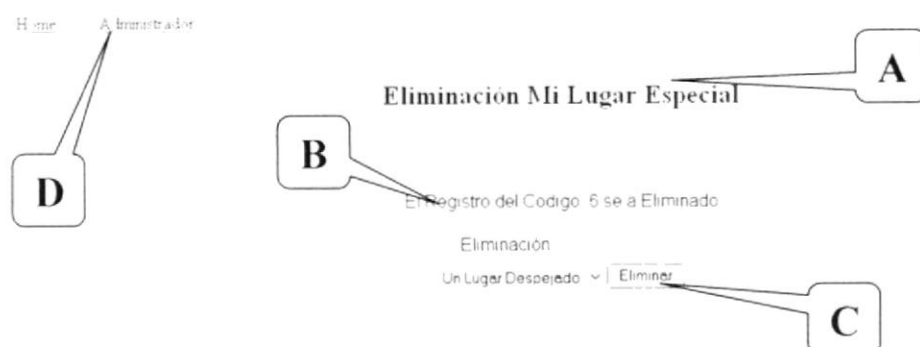 Home Administrador
A
Eliminación Mi Lugar Especial
B
D
El Registro del Codigo 6 se a Eliminado
Eliminación
Un Lugar Despejado Eliminar
C